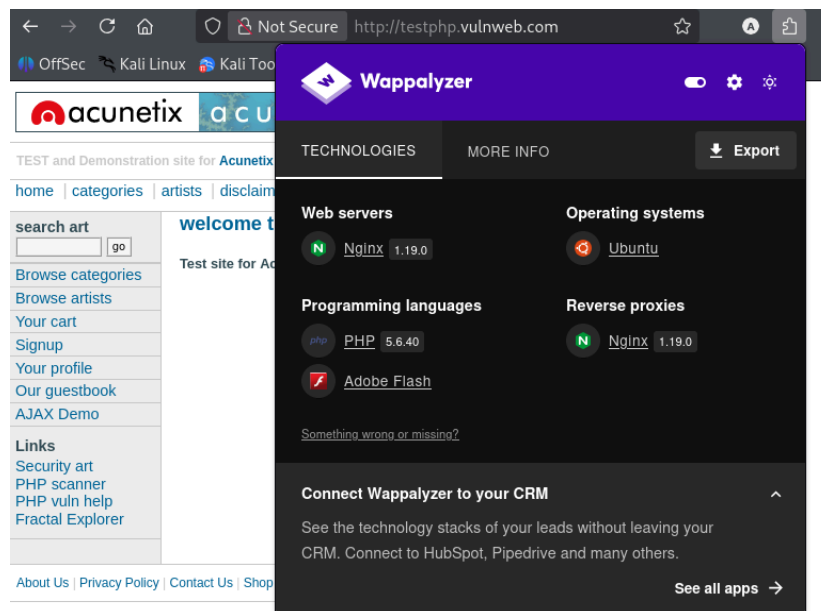 Not Secure http://testphp.vulnweb.com
OffSec Kali Linux Kali Too
acunetix acu
TEST and Demonstration site for Acunetix
home | categories | artists | disclaim
search art
go
Browse categories
Browse artists
Your cart
Signup
Your profile
Our guestbook
AJAX Demo
Links
Security art
PHP scanner
PHP vuln help
Fractal Explorer
welcome t
Test site for Ac
About Us | Privacy Policy | Contact Us | Shop
A
Wappalyzer
TECHNOLOGIES MORE INFO Export
Web servers
Nginx 1.19.0
Operating systems
Ubuntu
Programming languages
php PHP 5.6.40
Adobe Flash
Reverse proxies
Nginx 1.19.0
Something wrong or missing?
Connect Wappalyzer to your CRM
See the technology stacks of your leads without leaving your
CRM. Connect to HubSpot, Pipedrive and many others.
See all apps →